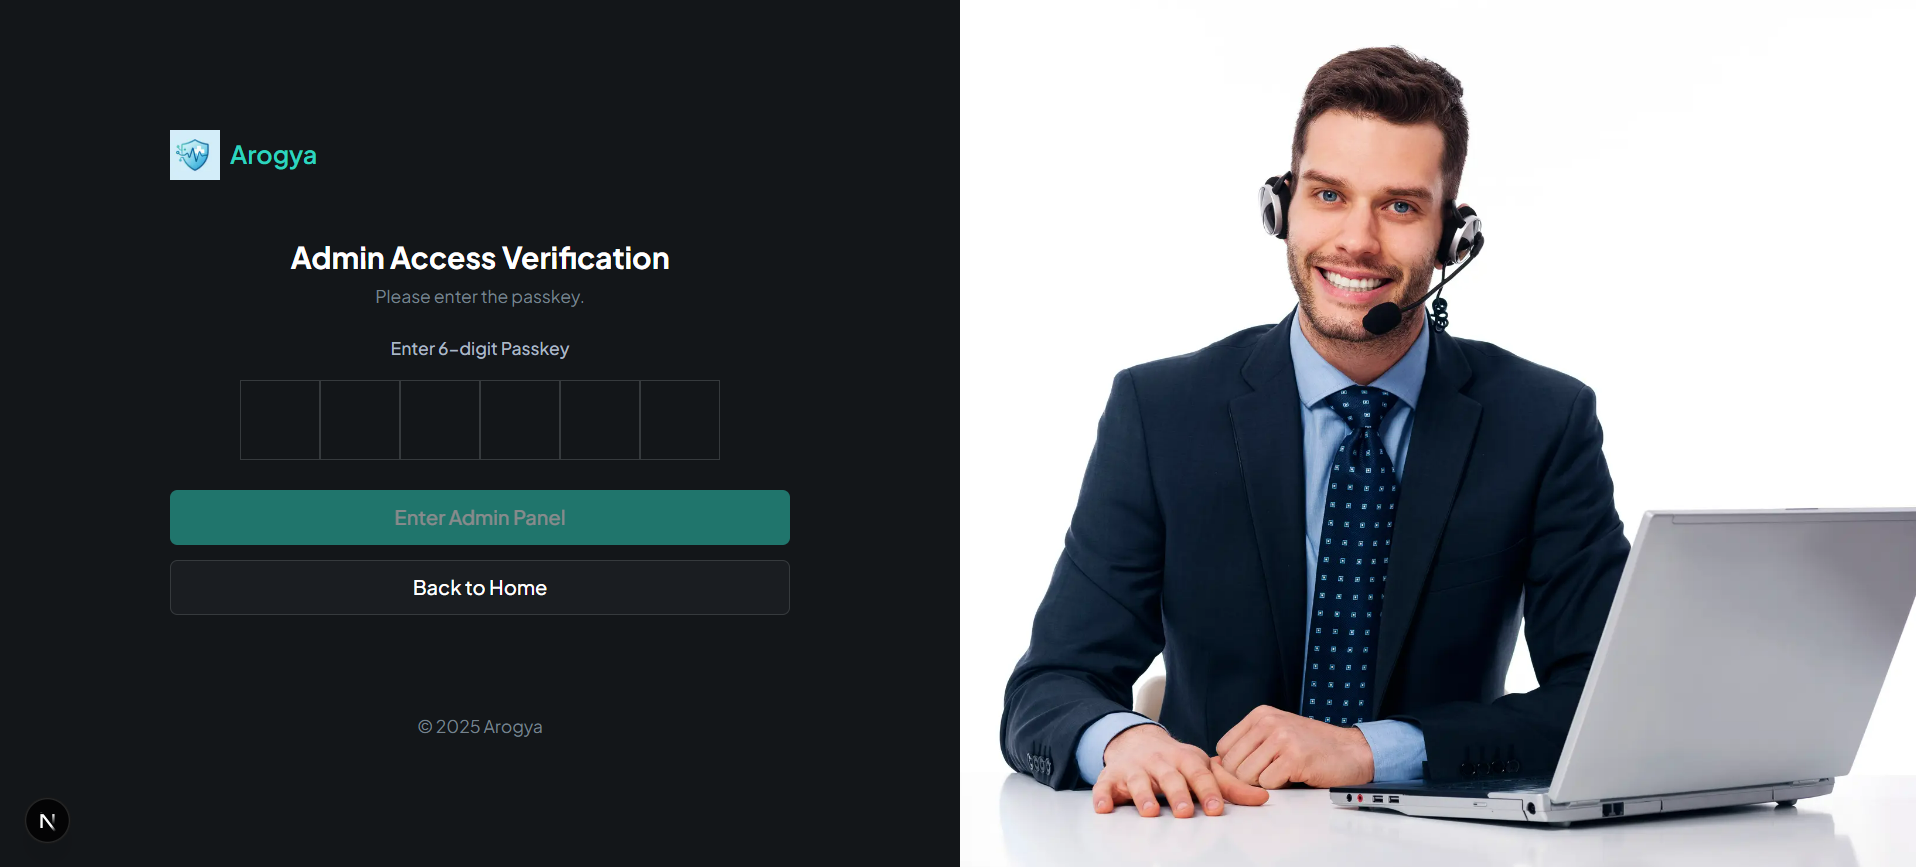 Arogya
Admin Access Verification
Please enter the passkey.
Enter 6-digit Passkey
Enter Admin Panel
Back to Home
© 2025 Arogya
N